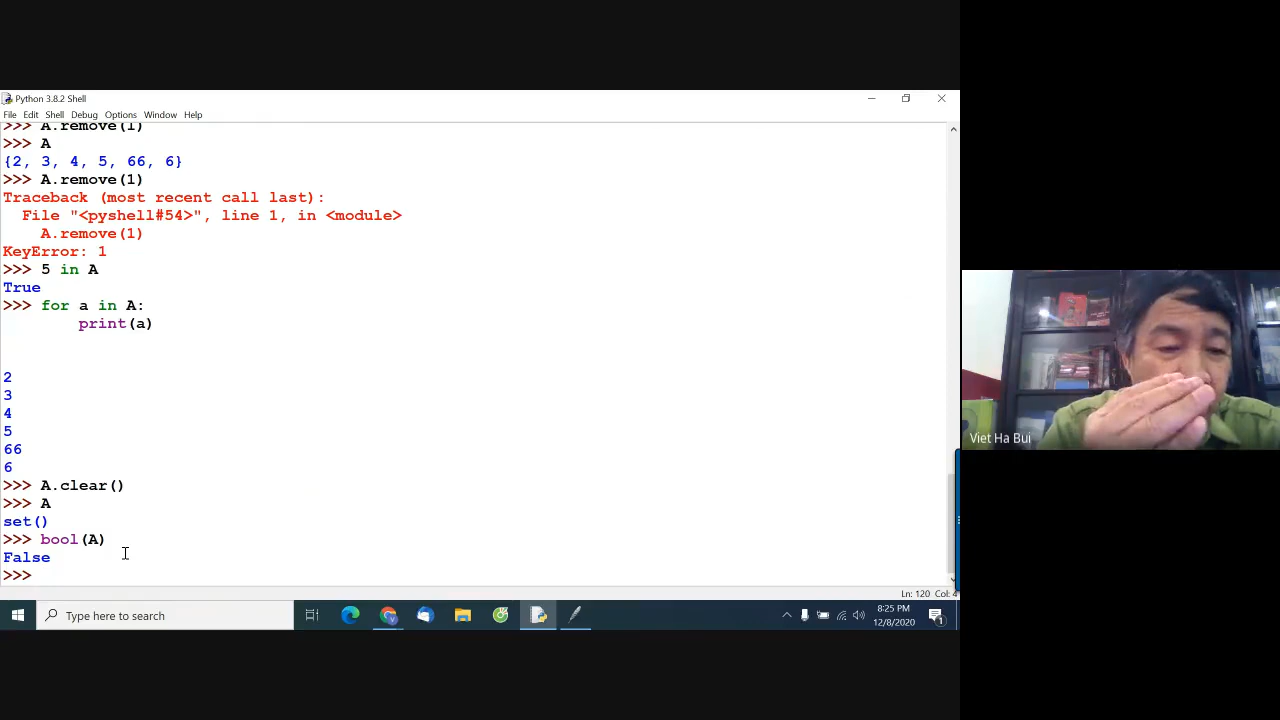 Python 3.8.2 Shell
File Edit Shell Debug Options Window Help
>>> A.remove(1)
>>> A
{2, 3, 4, 5, 66, 6}
>>> A.remove(1)
Traceback (most recent call last):
  File "<pyshell#54>", line 1, in <module>
    A.remove(1)
KeyError: 1
>>> 5 in A
True
>>> for a in A:
        print(a)
2
3
4
5
66
6
>>> A.clear()
>>> A
set()
>>> bool(A)
False
>>>
Viet Ha Bui
Ln: 120 Col: 4
Type here to search
8:25 PM
12/8/2020
1